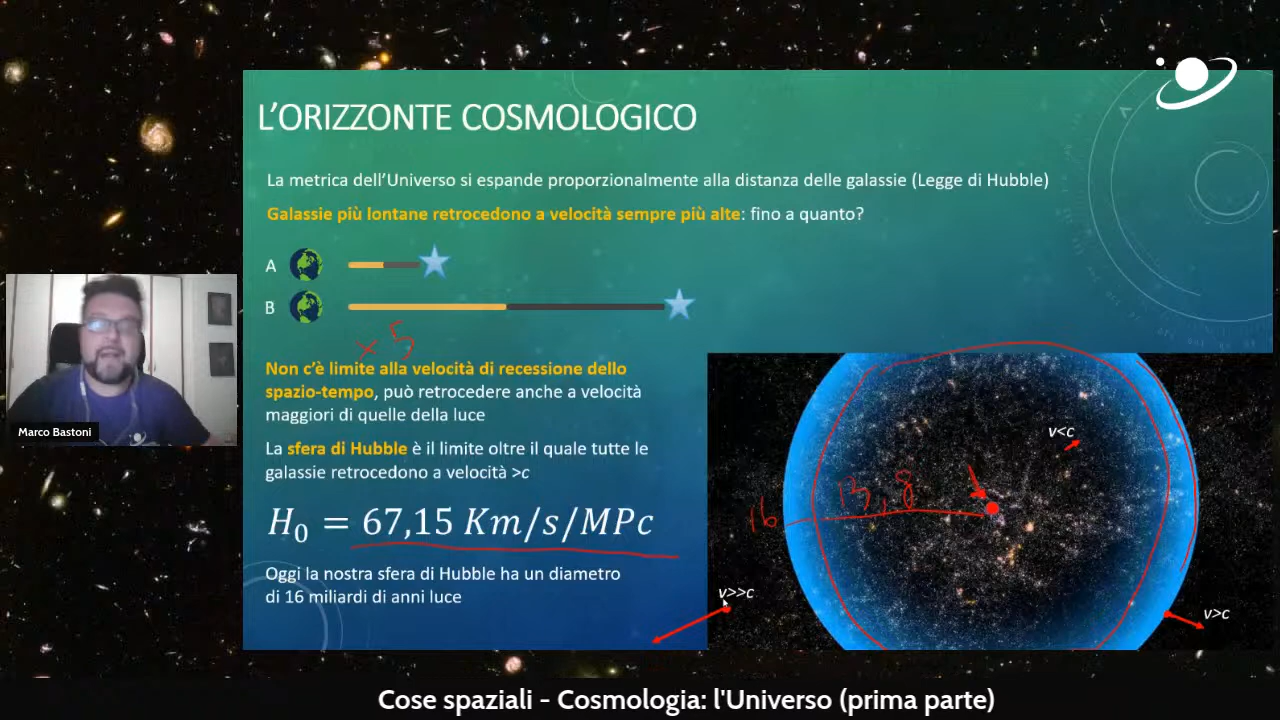 L'ORIZZONTE COSMOLOGICO
La metrica dell'Universo si espande proporzionalmente alla distanza delle galassie (Legge di Hubble)
Galassie più lontane retrocedono a velocità sempre più alte: fino a quanto?
A
B
x 5
Non c'è limite alla velocità di recessione dello
spazio-tempo, può retrocedere anche a velocità
maggiori di quelle della luce
La sfera di Hubble è il limite oltre il quale tutte le
galassie retrocedono a velocità >c
H₀ = 67,15 Km/s/MPc
Oggi la nostra sfera di Hubble ha un diametro
di 16 miliardi di anni luce
v<c
13,8
16
v>>c
v>c
Marco Bastoni
Cose spaziali - Cosmologia: l'Universo (prima parte)